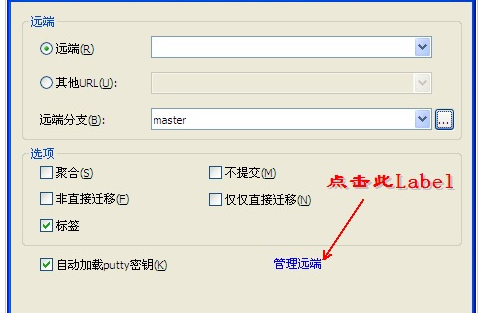 远端
远端(R)
其他URL(U):
远端分支(B): master ...
选项
聚合(S) 不提交(M)
点击此Label
非直接迁移(F) 仅仅直接迁移(N)
标签
自动加载putty密钥(K) 管理远端